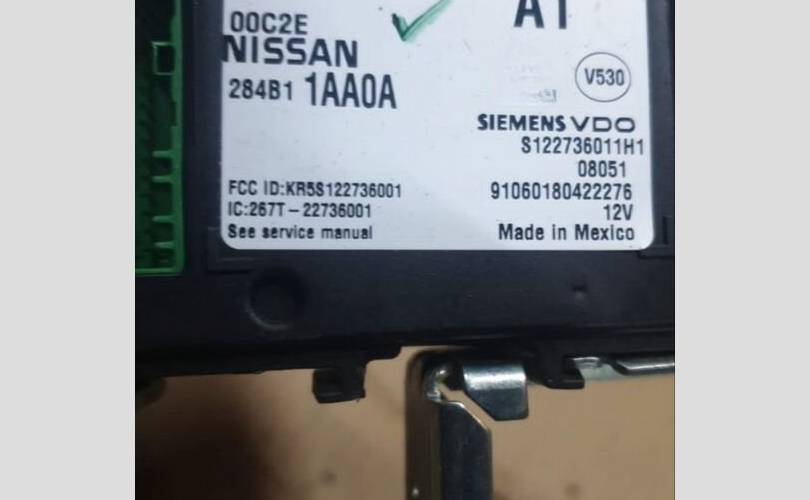 00C2E
A1
NISSAN
284B1 1AA0A
V530
SIEMENS VDO
S122736011H1
08051
FCC ID:KR5S122736001
91060180422276
IC:267T-22736001
12V
See service manual
Made in Mexico